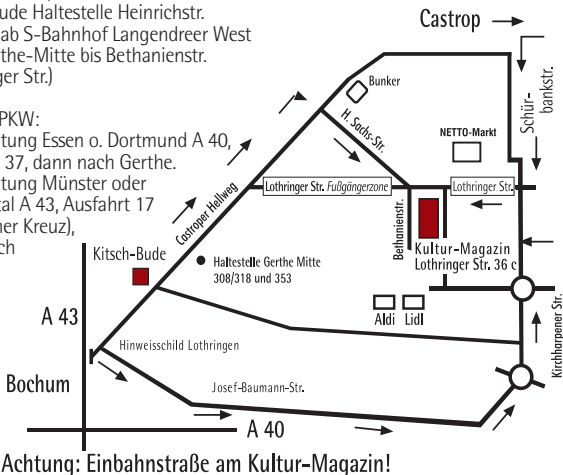 ude Haltestelle Heinrichstr.
ab S-Bahnhof Langendreer West
the-Mitte bis Bethanienstr.
ger Str.)
PKW:
tung Essen o. Dortmund A 40,
37, dann nach Gerthe.
tung Münster oder
tal A 43, Ausfahrt 17
ner Kreuz),
ch
Castrop
Schür-
bankstr.
Bunker
H. Sachs-Str.
NETTO-Markt
Lothringer Str. Fußgängerzone
Lothringer Str.
Castroper Hellweg
Bethanienstr.
Kultur-Magazin
Lothringer Str. 36 c
Kitsch-Bude
Haltestelle Gerthe Mitte
308/318 und 353
Aldi
Lidl
Kirchharpener Str.
A 43
Hinweisschild Lothringen
Bochum
Josef-Baumann-Str.
A 40
Achtung: Einbahnstraße am Kultur-Magazin!